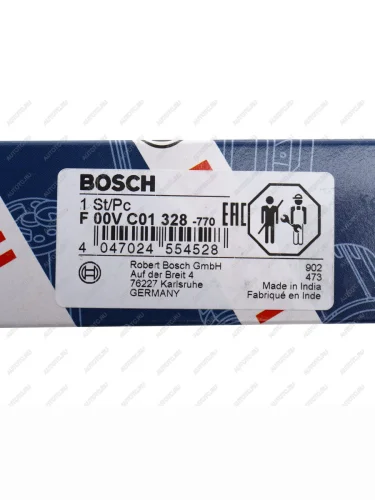 BOSCH
1 St/Pc
F 00V C01 328 -770
EAC
4 047024 554528
Robert Bosch GmbH
Auf der Breit 4
76227 Karlsruhe
GERMANY
902
473
Made in India
Fabriqué en Inde